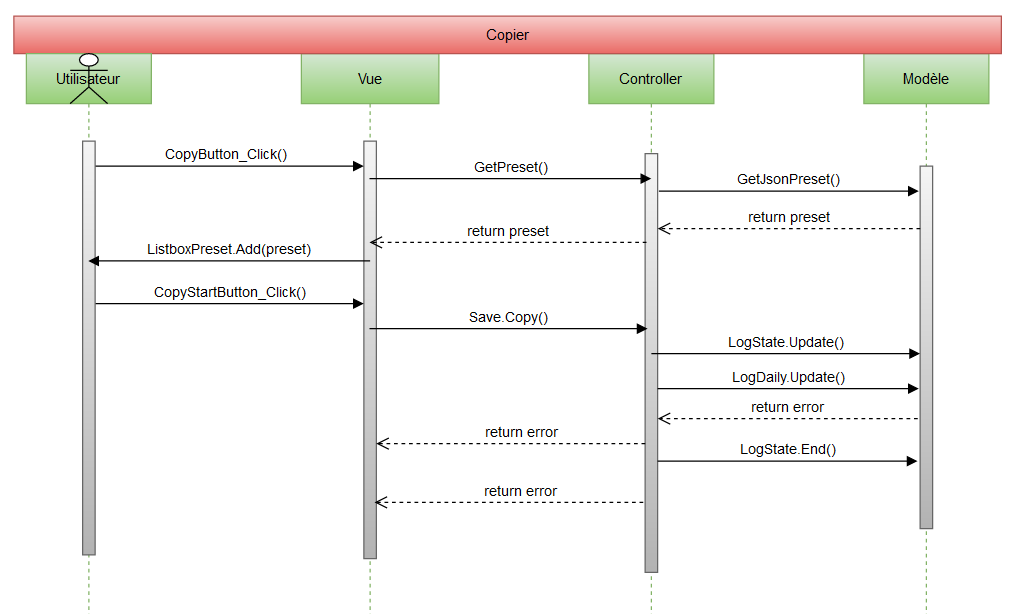 Copier
Utilisateur
Vue
Controller
Modèle
CopyButton_Click()
GetPreset()
GetJsonPreset()
return preset
return preset
ListboxPreset.Add(preset)
CopyStartButton_Click()
Save.Copy()
LogState.Update()
LogDaily.Update()
return error
return error
LogState.End()
return error